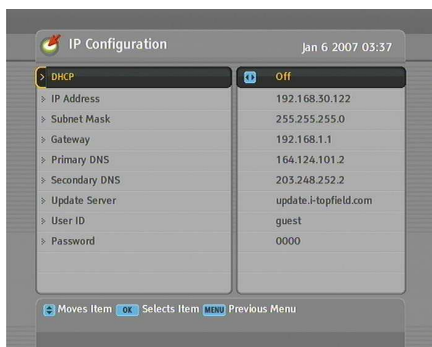 IP Configuration
Jan 6 2007 03:37
DHCP Off
IP Address 192.168.30.122
Subnet Mask 255.255.255.0
Gateway 192.168.1.1
Primary DNS 164.124.101.2
Secondary DNS 203.248.252.2
Update Server update.i-topfield.com
User ID guest
Password 0000
Moves Item OK Selects Item MENU Previous Menu